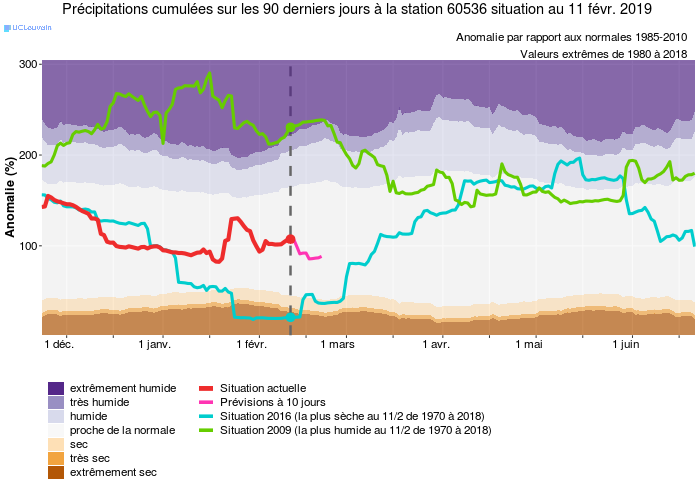 Précipitations cumulées sur les 90 derniers jours à la station 60536 situation au 11 févr. 2019
UCLouvain
Anomalie par rapport aux normales 1985-2010
Valeurs extrêmes de 1980 à 2018
Anomalie (%)
300
200
100
1 déc.
1 janv.
1 févr.
1 mars
1 avr.
1 mai
1 juin
extrêmement humide
très humide
humide
proche de la normale
sec
très sec
extrêmement sec
Situation actuelle
Prévisions à 10 jours
Situation 2016 (la plus sèche au 11/2 de 1970 à 2018)
Situation 2009 (la plus humide au 11/2 de 1970 à 2018)